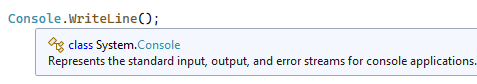 Console.WriteLine();
class System.Console
Represents the standard input, output, and error streams for console applications.